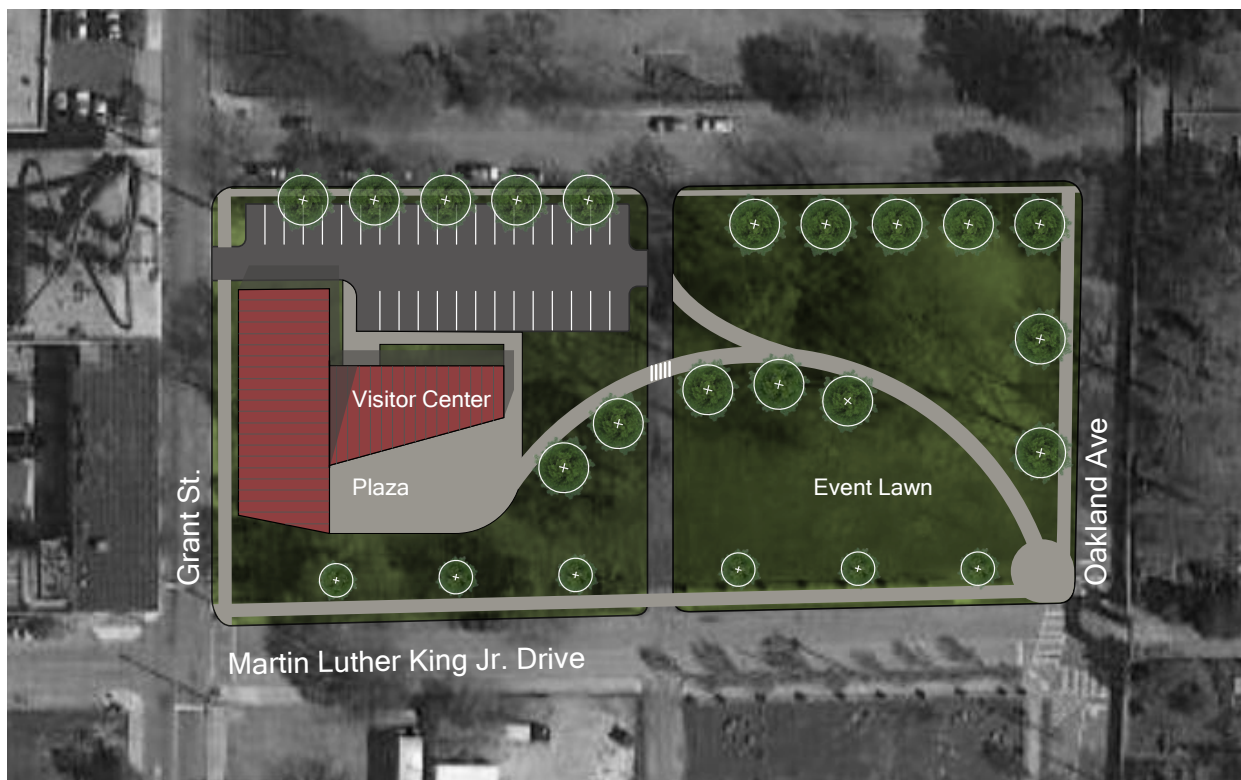 Visitor Center
Plaza
Event Lawn
Grant St.
Oakland Ave
Martin Luther King Jr. Drive